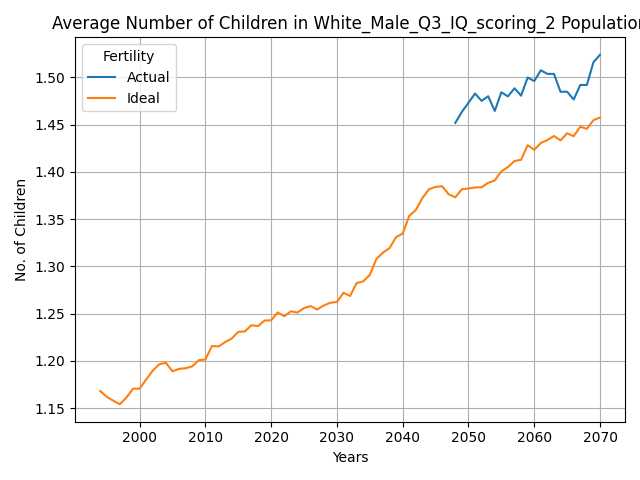 Average Number of Children in White_Male_Q3_IQ_scoring_2 Population
Fertility
Actual
Ideal
No. of Children
1.50
1.45
1.40
1.35
1.30
1.25
1.20
1.15
2000 2010 2020 2030 2040 2050 2060 2070
Years